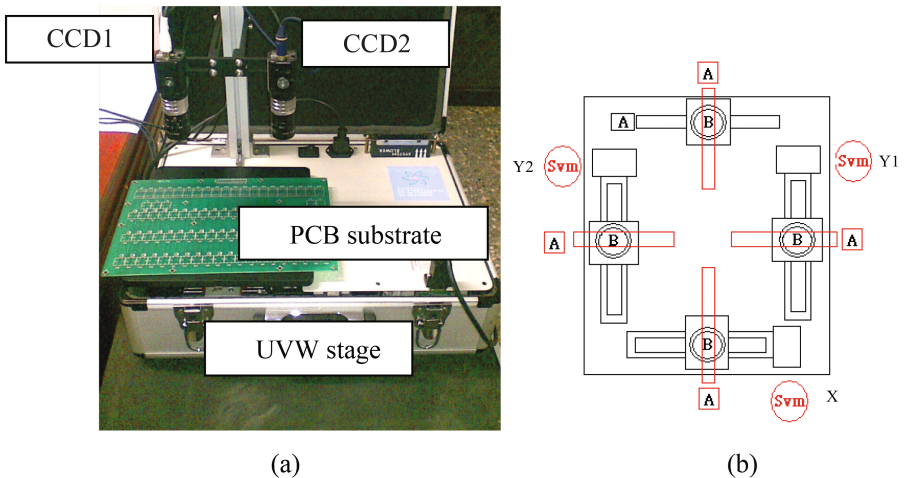 CCD1
CCD2
PCB substrate
UVW stage
(a)
A
A
B
Y2
Svm
Svm
Y1
A
B
B
A
B
A
Svm
X
(b)